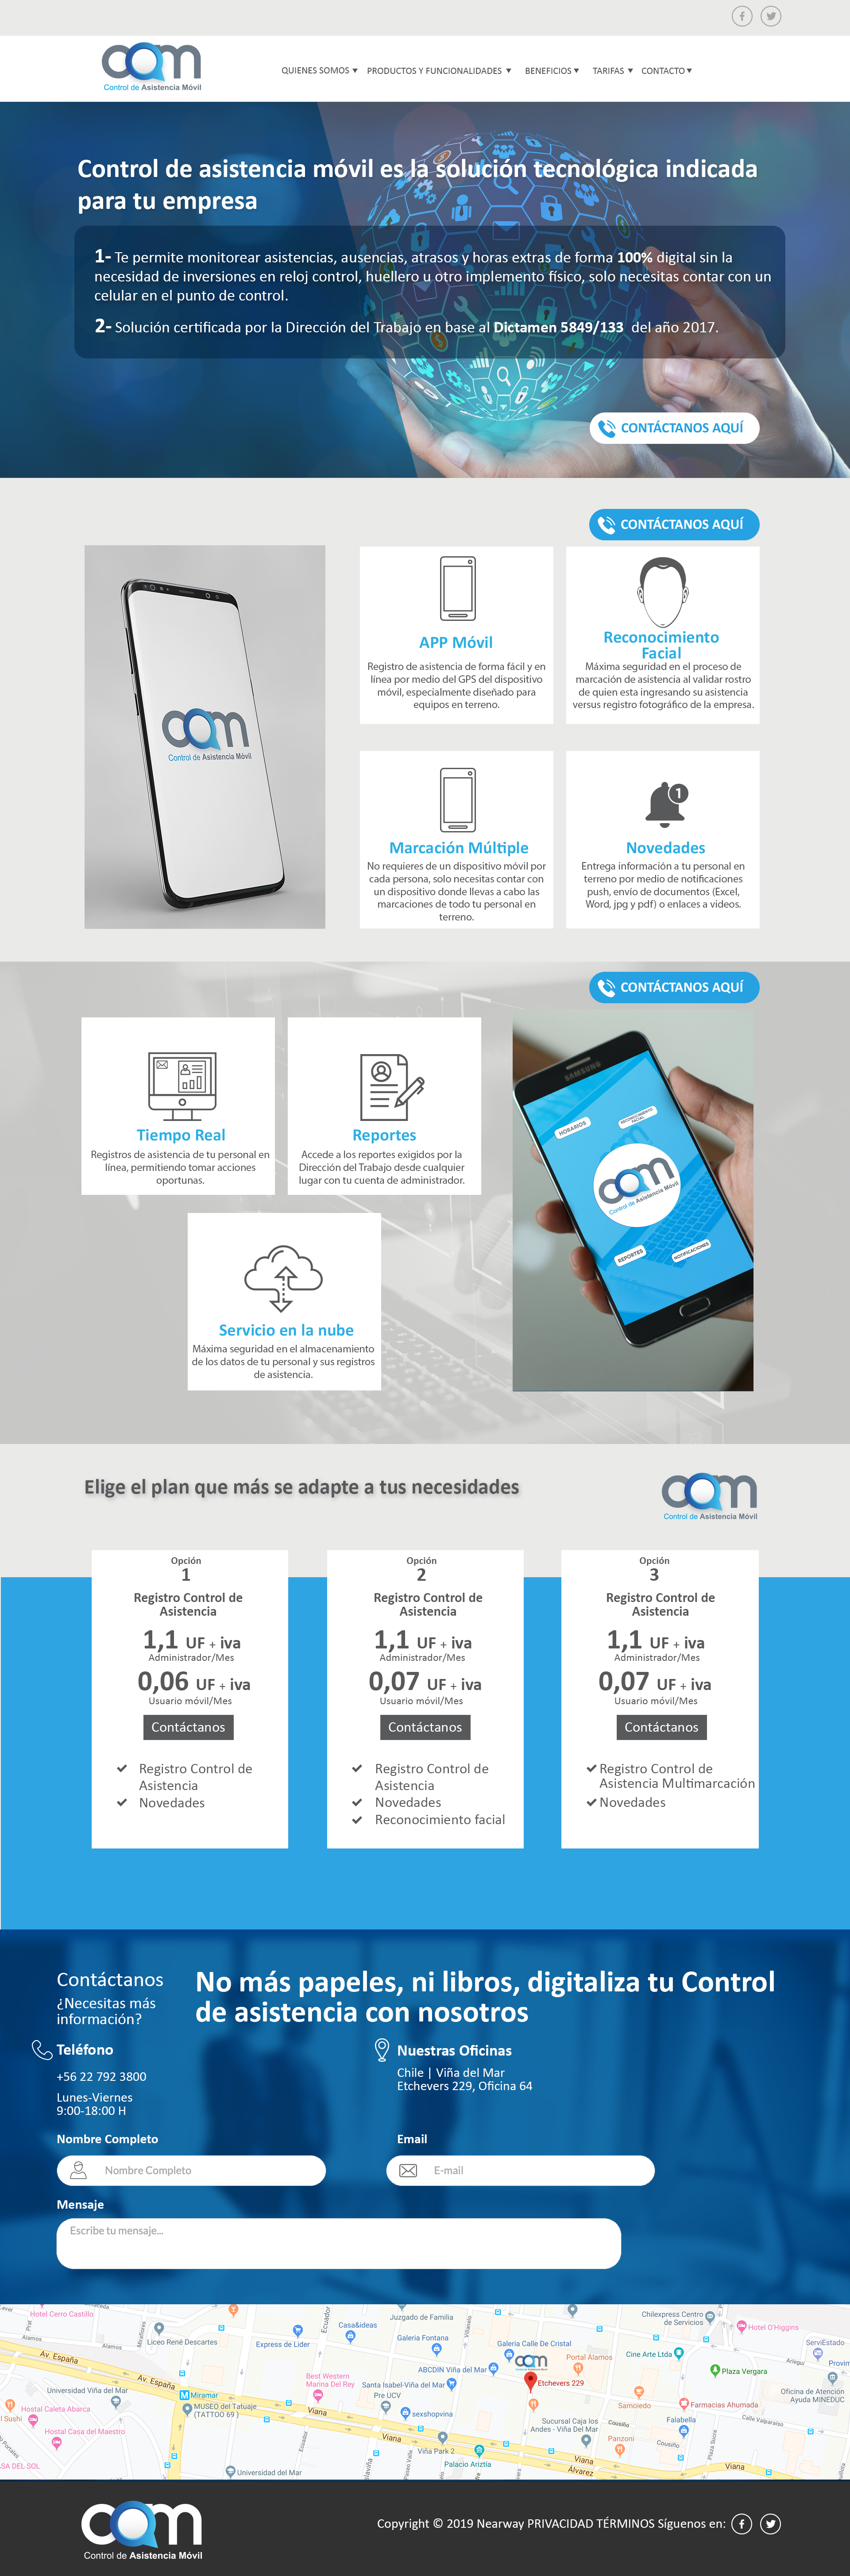 com
Control de Asistencia Móvil
QUIENES SOMOS
PRODUCTOS Y FUNCIONALIDADES
BENEFICIOS
TARIFAS
CONTACTO
Control de asistencia móvil es la solución tecnológica indicada
para tu empresa
1- Te permite monitorear asistencias, ausencias, atrasos y horas extras de forma 100% digital sin la
necesidad de inversiones en reloj control, huellero u otro implemento físico, solo necesitas contar con un
celular en el punto de control.
2- Solución certificada por la Dirección del Trabajo en base al Dictamen 5849/133 del año 2017.
CONTÁCTANOS AQUÍ
CONTÁCTANOS AQUÍ
com
Control de Asistencia Móvil
APP Móvil
Registro de asistencia de forma fácil y en
línea por medio del GPS del dispositivo
móvil, especialmente diseñado para
equipos en terreno.
Reconocimiento
Facial
Máxima seguridad en el proceso de
marcación de asistencia al validar rostro
de quien esta ingresando su asistencia
versus registro fotográfico de la empresa.
Marcación Múltiple
No requieres de un dispositivo móvil por
cada persona, solo necesitas contar con
un dispositivo donde llevas a cabo las
marcaciones de todo tu personal en
terreno.
1
Novedades
Entrega información a tu personal en
terreno por medio de notificaciones
push, envío de documentos (Excel,
Word, jpg y pdf) o enlaces a videos.
CONTÁCTANOS AQUÍ
Tiempo Real
Registros de asistencia de tu personal en
línea, permitiendo tomar acciones
oportunas.
Reportes
Accede a los reportes exigidos por la
Dirección del Trabajo desde cualquier
lugar con tu cuenta de administrador.
Servicio en la nube
Máxima seguridad en el almacenamiento
de los datos de tu personal y sus registros
de asistencia.
SAMSUNG
HORARIOS
RECONOCIMIENTO
FACIAL
com
Control de Asistencia Móvil
REPORTES
NOTIFICACIONES
Elige el plan que más se adapte a tus necesidades
com
Control de Asistencia Móvil
Opción
1
Registro Control de
Asistencia
1,1 UF + iva
Administrador/Mes
0,06 UF + iva
Usuario móvil/Mes
Contáctanos
Registro Control de
Asistencia
Novedades
Opción
2
Registro Control de
Asistencia
1,1 UF + iva
Administrador/Mes
0,07 UF + iva
Usuario móvil/Mes
Contáctanos
Registro Control de
Asistencia
Novedades
Reconocimiento facial
Opción
3
Registro Control de
Asistencia
1,1 UF + iva
Administrador/Mes
0,07 UF + iva
Usuario móvil/Mes
Contáctanos
Registro Control de
Asistencia Multimarcación
Novedades
Contáctanos
¿Necesitas más
información?
No más papeles, ni libros, digitaliza tu Control
de asistencia con nosotros
Teléfono
+56 22 792 3800
Lunes-Viernes
9:00-18:00 H
Nuestras Oficinas
Chile | Viña del Mar
Etchevers 229, Oficina 64
Nombre Completo
Nombre Completo
Email
E-mail
Mensaje
Escribe tu mensaje...
Hotel Cerro Castillo
Alamos
Av. España
Alamos
Miraflores
Liceo René Descartes
Av. España
Express de Lider
Ecuador
Casa&ideas
Juzgado de Familia
Galeria Fontana
Galeria Calle De Cristal
ABCDIN Viña del Mar
com
Etchevers 229
Portal Álamos
Chilexpress Centro
de Servicios
Cine Arte Ltda
Hotel O'Higgins
ServiEstado
Plaza Vergara
Oficina de Atención
Ayuda MINEDUC
Universidad Viña del Mar
Miramar
MUSEO del Tatuaje
(TATTOO 69 )
Best Western
Marina Del Rey
Santa Isabel-Viña del Mar
Pre UCV
sexshopvina
Viana
Viana
Hostal Caleta Abarca
Hostal Casa del Maestro
l Sushi
ASA DEL SOL
Universidad del Mar
Viña Park 2
Palacio Ariztia
Sucursal Caja los
Andes - Viña Del Mar
Samoiedo
Panzoni
Falabella
Farmacias Ahumada
Calle Valparaíso
Cousiño
Cousiño
Viana
Álvarez
Viana
com
Control de Asistencia Móvil
Copyright © 2019 Nearway PRIVACIDAD TÉRMINOS Síguenos en: